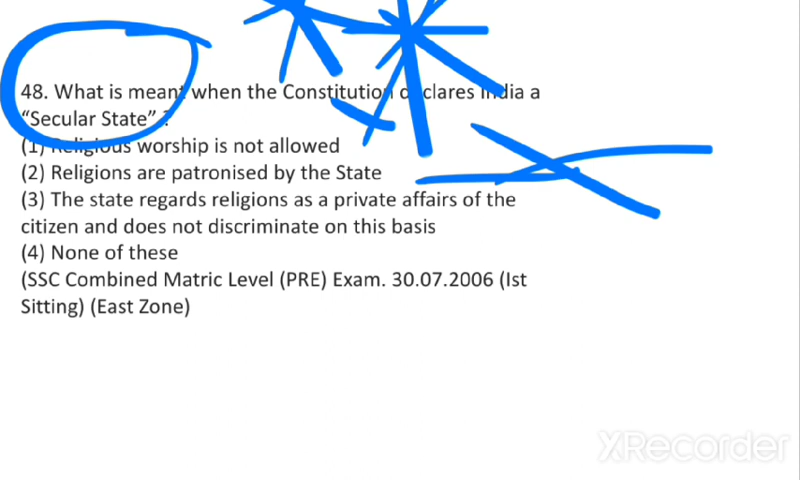 48. What is meant when the Constitution declares India a
“Secular State” ?
(1) Religious worship is not allowed
(2) Religions are patronised by the State
(3) The state regards religions as a private affairs of the
citizen and does not discriminate on this basis
(4) None of these
(SSC Combined Matric Level (PRE) Exam. 30.07.2006 (Ist
Sitting) (East Zone)
XRecorder